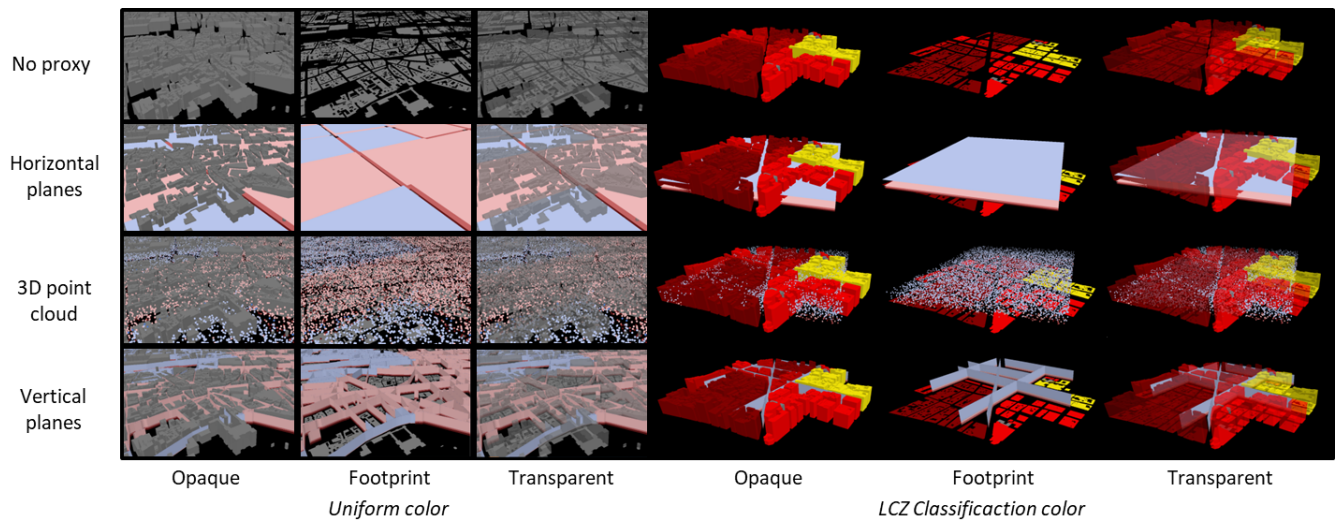 No proxy
Horizontal
planes
3D point
cloud
Vertical
planes
Opaque
Footprint
Transparent
Opaque
Footprint
Transparent
Uniform color
LCZ Classificaction color